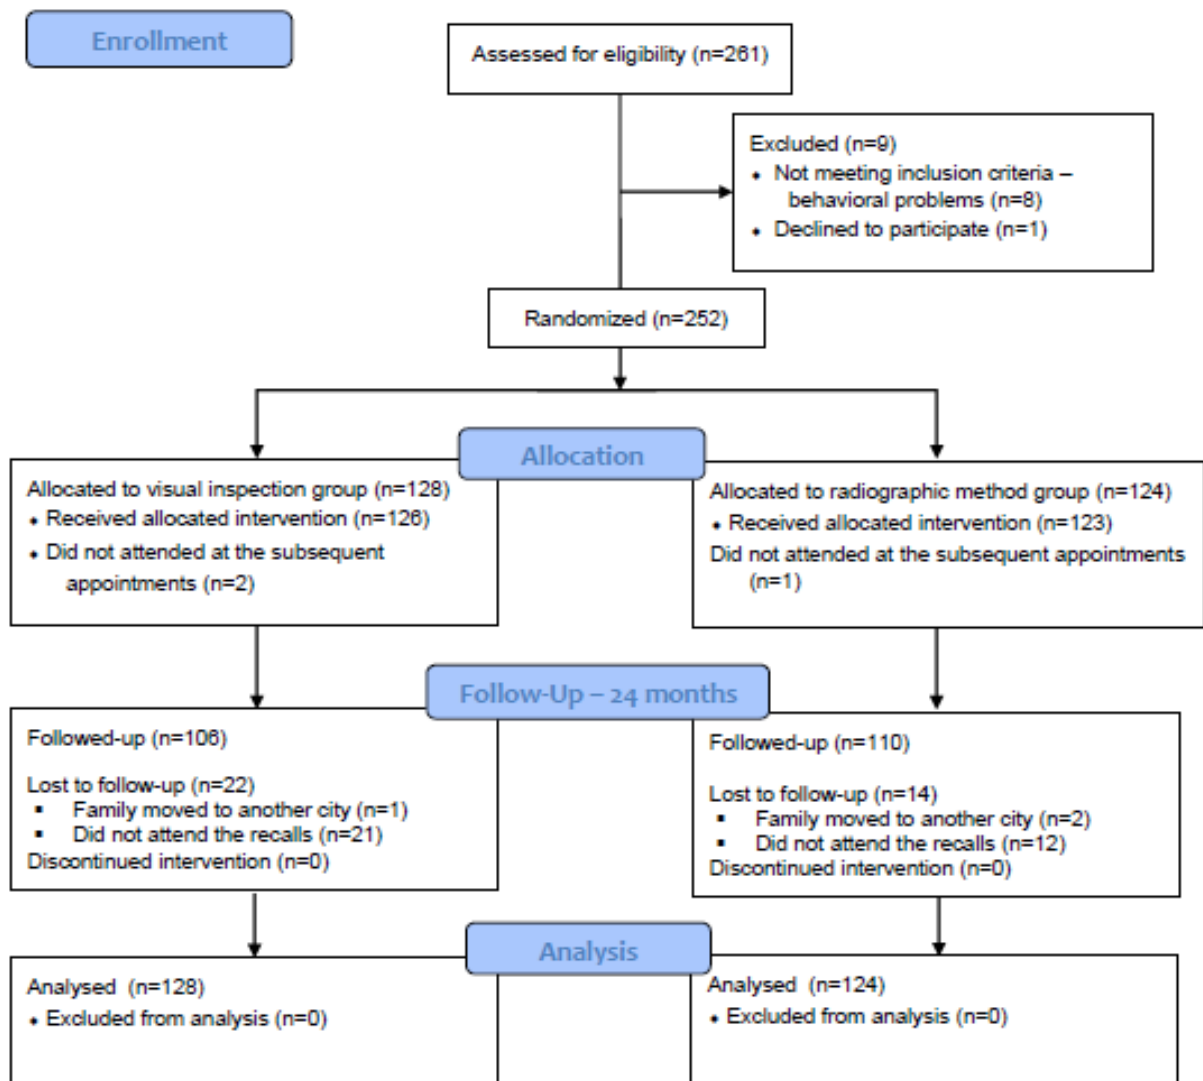 Enrollment
Assessed for eligibility (n=261)
Excluded (n=9)
⬩ Not meeting inclusion criteria –
behavioral problems (n=8)
⬩ Declined to participate (n=1)
Randomized (n=252)
Allocation
Allocated to visual inspection group (n=128)
⬩ Received allocated intervention (n=126)
⬩ Did not attended at the subsequent
appointments (n=2)
Allocated to radiographic method group (n=124)
⬩ Received allocated intervention (n=123)
Did not attended at the subsequent appointments
(n=1)
Follow-Up – 24 months
Followed-up (n=106)
Lost to follow-up (n=22)
▪ Family moved to another city (n=1)
▪ Did not attend the recalls (n=21)
Discontinued intervention (n=0)
Followed-up (n=110)
Lost to follow-up (n=14)
▪ Family moved to another city (n=2)
▪ Did not attend the recalls (n=12)
Discontinued intervention (n=0)
Analysis
Analysed (n=128)
⬩ Excluded from analysis (n=0)
Analysed (n=124)
⬩ Excluded from analysis (n=0)